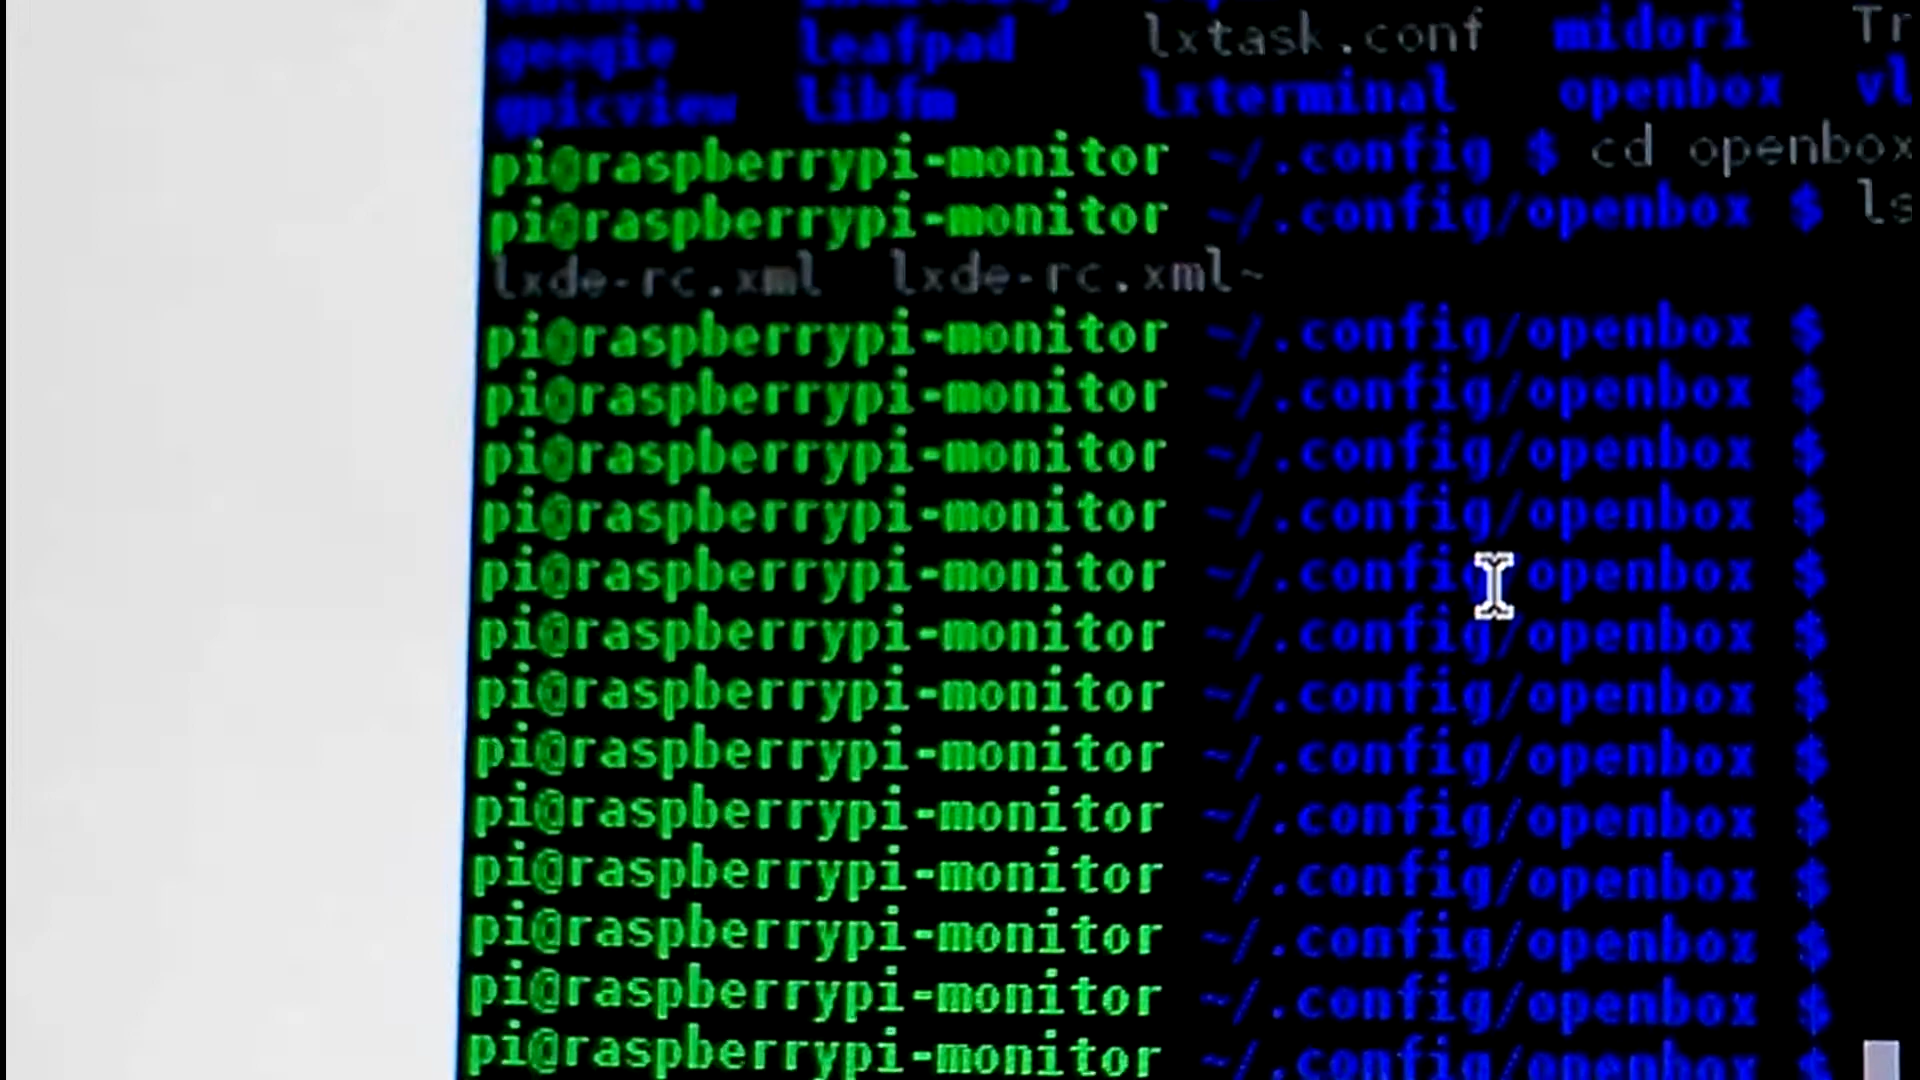 geeqie leafpad lxtask.conf midori Tr
gpicview libfm lxterminal openbox vl
pi@raspberrypi-monitor ~/.config $ cd openbox
pi@raspberrypi-monitor ~/.config/openbox $ ls
lxde-rc.xml lxde-rc.xml~
pi@raspberrypi-monitor ~/.config/openbox $
pi@raspberrypi-monitor ~/.config/openbox $
pi@raspberrypi-monitor ~/.config/openbox $
pi@raspberrypi-monitor ~/.config/openbox $
pi@raspberrypi-monitor ~/.config/openbox $
pi@raspberrypi-monitor ~/.config/openbox $
pi@raspberrypi-monitor ~/.config/openbox $
pi@raspberrypi-monitor ~/.config/openbox $
pi@raspberrypi-monitor ~/.config/openbox $
pi@raspberrypi-monitor ~/.config/openbox $
pi@raspberrypi-monitor ~/.config/openbox $
pi@raspberrypi-monitor ~/.config/openbox $
pi@raspberrypi-monitor ~/.config/openbox $